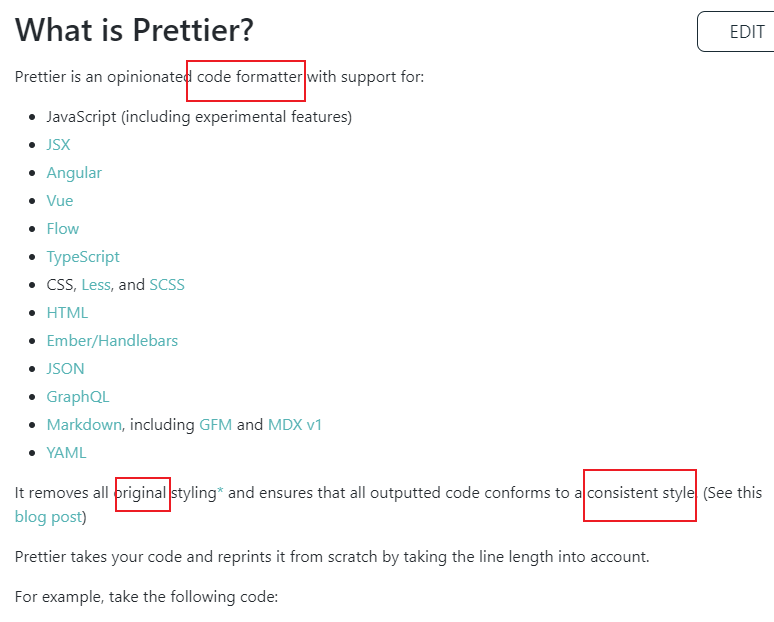 What is Prettier?
EDIT
Prettier is an opinionated code formatter with support for:
JavaScript (including experimental features)
JSX
Angular
Vue
Flow
TypeScript
CSS, Less, and SCSS
HTML
Ember/Handlebars
JSON
GraphQL
Markdown, including GFM and MDX v1
YAML
It removes all original styling* and ensures that all outputted code conforms to a consistent style. (See this
blog post)
Prettier takes your code and reprints it from scratch by taking the line length into account.
For example, take the following code: